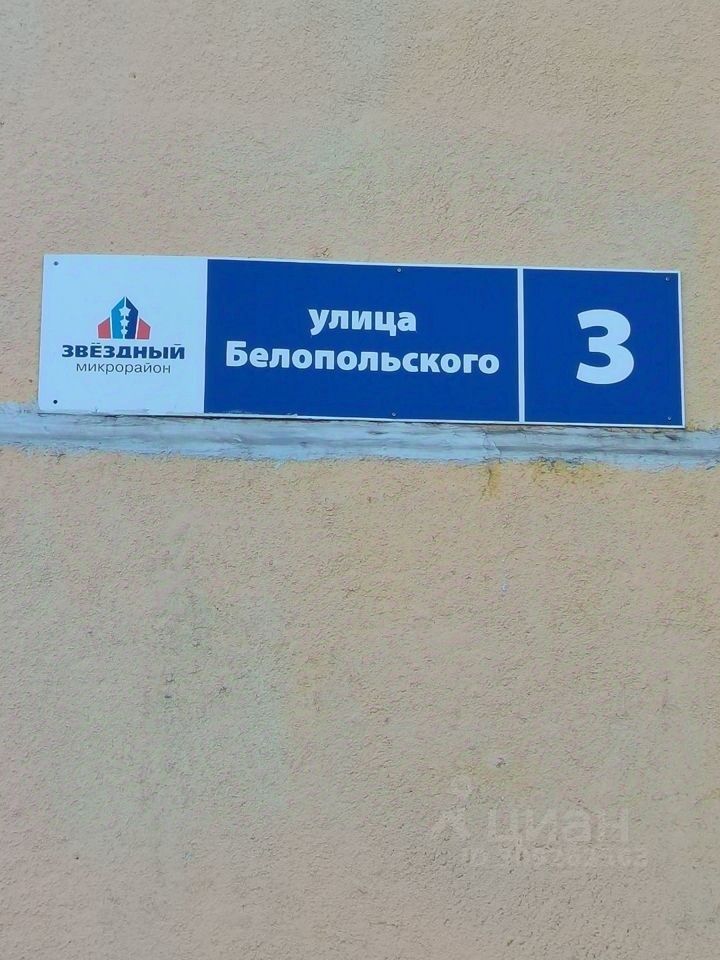 ЗВЁЗДНЫЙ
микрорайон
улица
Белопольского
3
циан